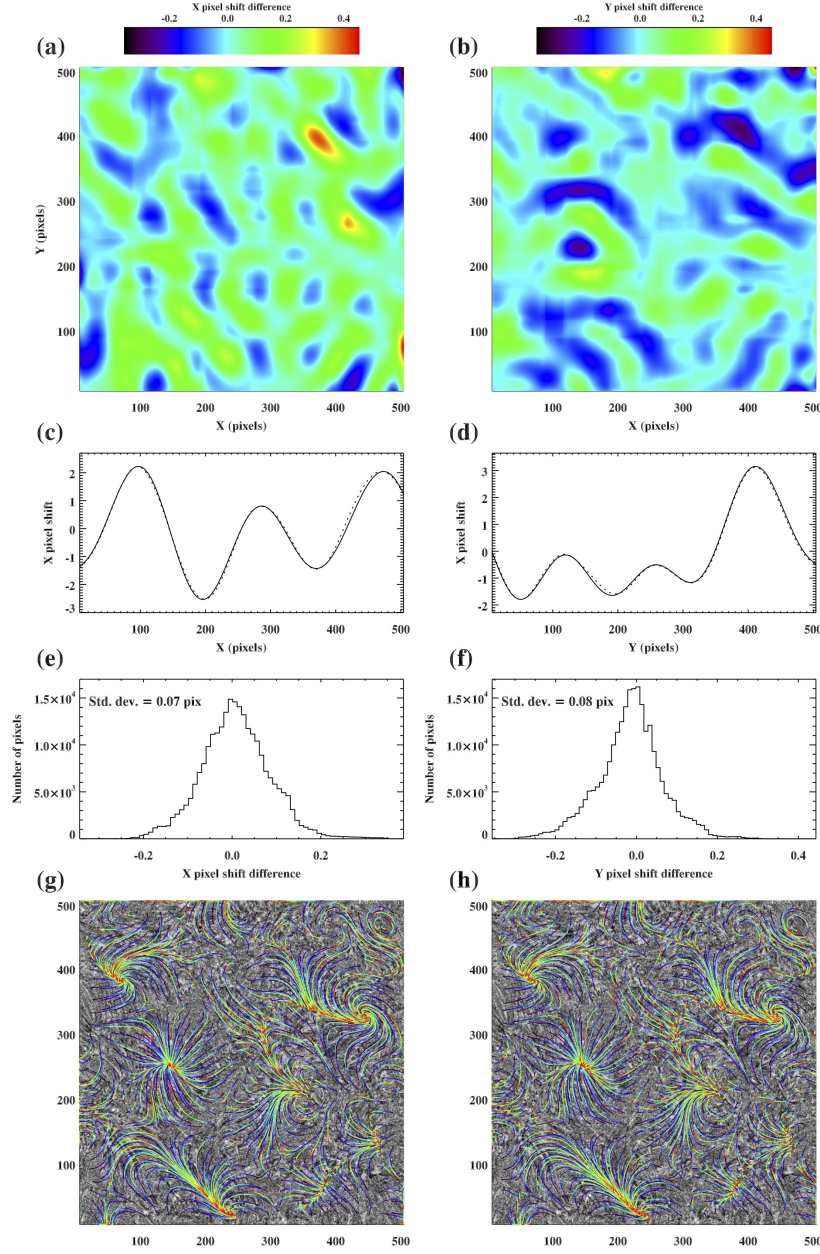 X pixel shift difference
-0.2 0.0 0.2 0.4
(a)
500
400
300
200
100
Y (pixels)
100 200 300 400 500
X (pixels)
Y pixel shift difference
-0.2 0.0 0.2 0.4
(b)
500
400
300
200
100
100 200 300 400 500
X (pixels)
(c)
2
1
0
-1
-2
-3
X pixel shift
100 200 300 400 500
X (pixels)
(d)
3
2
1
0
-1
-2
X pixel shift
100 200 300 400 500
Y (pixels)
(e)
Std. dev. = 0.07 pix
1.5×10⁴
1.0×10⁴
5.0×10³
0
Number of pixels
-0.2 0.0 0.2
X pixel shift difference
(f)
Std. dev. = 0.08 pix
1.5×10⁴
1.0×10⁴
5.0×10³
0
Number of pixels
-0.2 0.0 0.2 0.4
Y pixel shift difference
(g)
500
400
300
200
100
100 200 300 400 500
(h)
500
400
300
200
100
100 200 300 400 500